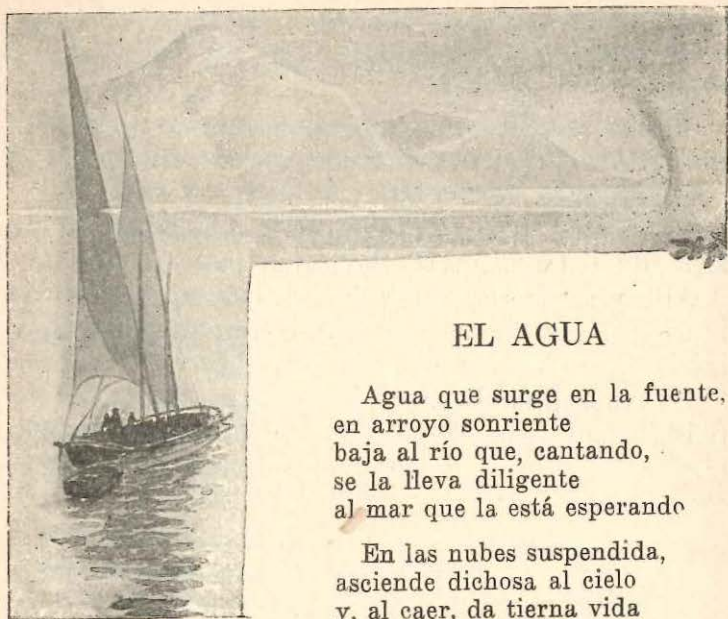 EL AGUA
Agua que surge en la fuente,
en arroyo sonriente
baja al río que, cantando,
se la lleva diligente
al mar que la está esperando
En las nubes suspendida,
asciende dichosa al cielo
y, al caer, da tierna vida